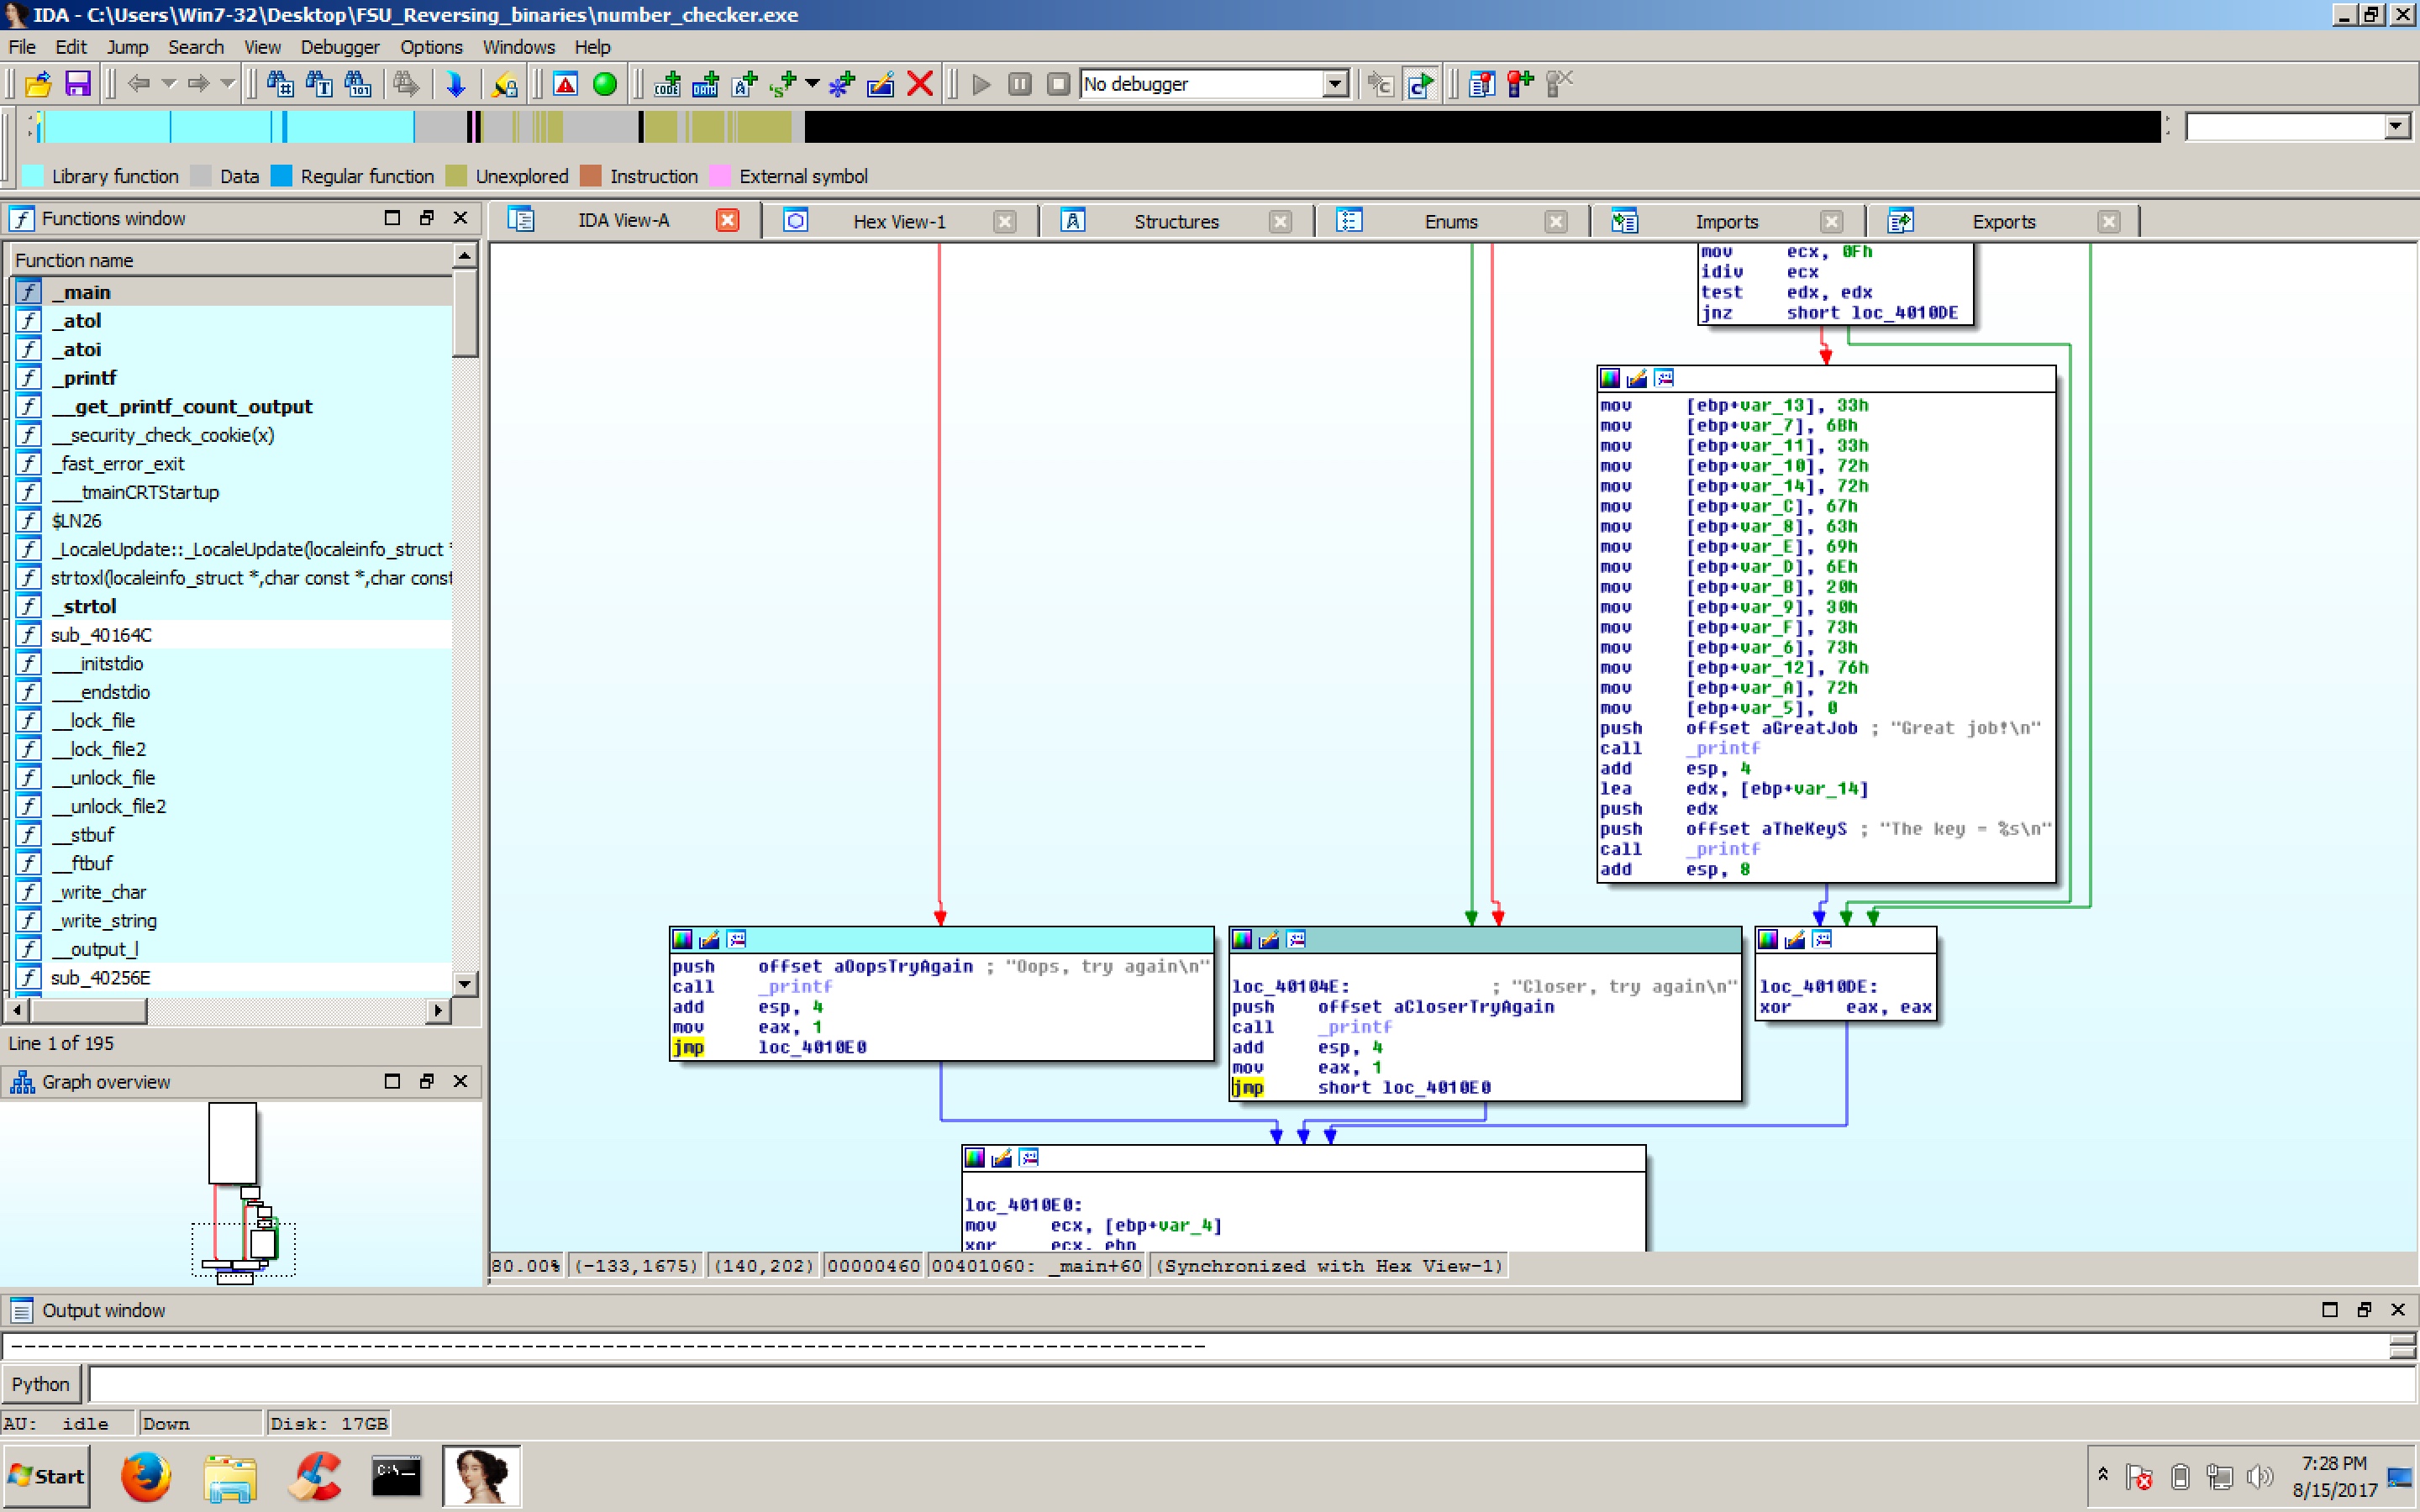 IDA - C:\Users\Win7-32\Desktop\FSU_Reversing_binaries\number_checker.exe
File Edit Jump Search View Debugger Options Windows Help
No debugger
Library function Data Regular function Unexplored Instruction External symbol
Functions window
IDA View-A Hex View-1 Structures Enums Imports Exports
Function name
_main
_atol
_atoi
_printf
__get_printf_count_output
__security_check_cookie(x)
_fast_error_exit
___tmainCRTStartup
$LN26
_LocaleUpdate::_LocaleUpdate(localeinfo_struct *
strtoxl(localeinfo_struct *,char const *,char const
_strtol
sub_40164C
___initstdio
___endstdio
__lock_file
__lock_file2
__unlock_file
__unlock_file2
__stbuf
__ftbuf
_write_char
_write_string
__output_l
sub_40256E
Line 1 of 195
Graph overview
mov ecx, 0Fh
idiv ecx
test edx, edx
jnz short loc_4010DE
mov [ebp+var_13], 33h
mov [ebp+var_7], 6Bh
mov [ebp+var_11], 33h
mov [ebp+var_10], 72h
mov [ebp+var_14], 72h
mov [ebp+var_C], 67h
mov [ebp+var_8], 63h
mov [ebp+var_E], 69h
mov [ebp+var_D], 6Eh
mov [ebp+var_B], 20h
mov [ebp+var_9], 30h
mov [ebp+var_F], 73h
mov [ebp+var_6], 73h
mov [ebp+var_12], 76h
mov [ebp+var_A], 72h
mov [ebp+var_5], 0
push offset aGreatJob ; "Great job!\n"
call _printf
add esp, 4
lea edx, [ebp+var_14]
push edx
push offset aTheKeyS ; "The key = %s\n"
call _printf
add esp, 8
push offset aOopsTryAgain ; "Oops, try again\n"
call _printf
add esp, 4
mov eax, 1
jmp loc_4010E0
loc_40104E: ; "Closer, try again\n"
push offset aCloserTryAgain
call _printf
add esp, 4
mov eax, 1
jmp short loc_4010E0
loc_4010DE:
xor eax, eax
loc_4010E0:
mov ecx, [ebp+var_4]
xor ecx, ebp
80.00% (-133,1675) (140,202) 00000460 00401060: _main+60 (Synchronized with Hex View-1)
Output window
Python
AU: idle Down Disk: 17GB
Start
C:\_
7:28 PM
8/15/2017